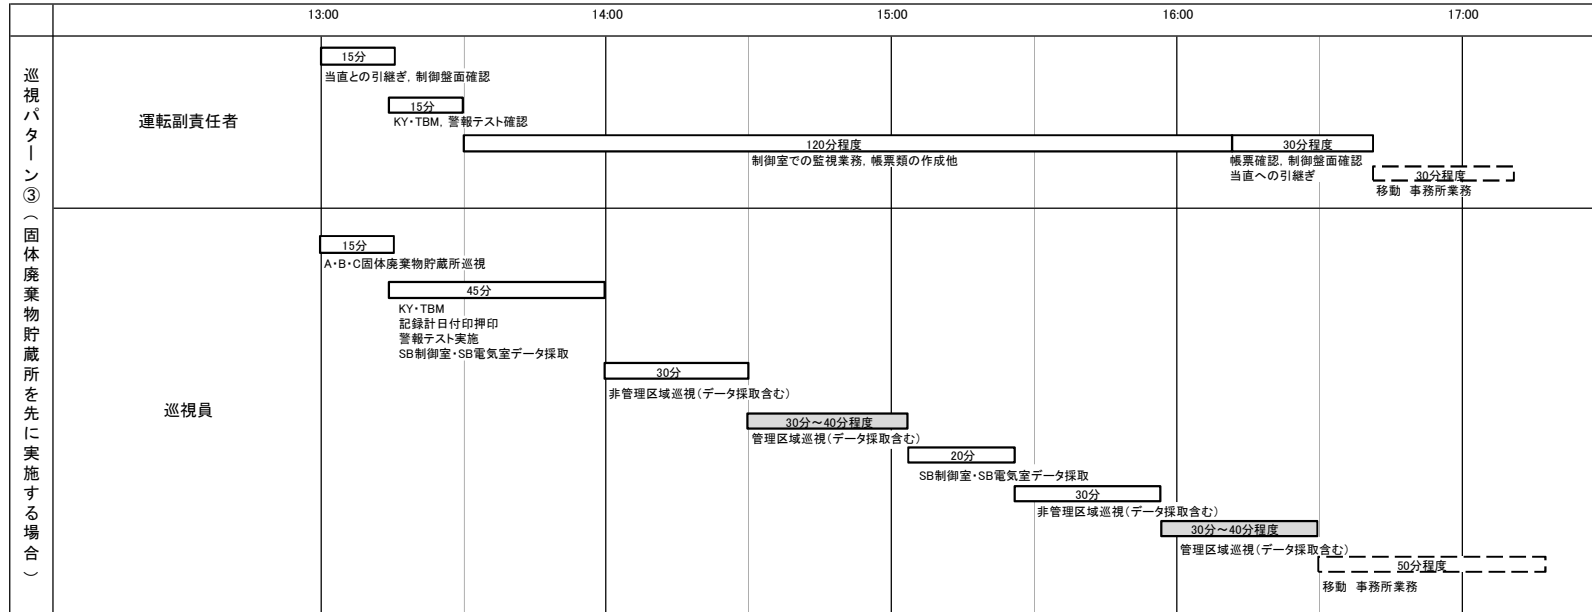 13:00
14:00
15:00
16:00
17:00
巡視パターン③(固体廃棄物貯蔵所を先に実施する場合)
運転副責任者
15分
当直との引継ぎ, 制御盤面確認
15分
KY・TBM, 警報テスト確認
120分程度
制御室での監視業務, 帳票類の作成他
30分程度
帳票確認, 制御盤面確認
当直への引継ぎ
30分程度
移動 事務所業務
巡視員
15分
A・B・C固体廃棄物貯蔵所巡視
45分
KY・TBM
記録計日付印押印
警報テスト実施
SB制御室・SB電気室データ採取
30分
非管理区域巡視(データ採取含む)
30分～40分程度
管理区域巡視(データ採取含む)
20分
SB制御室・SB電気室データ採取
30分
非管理区域巡視(データ採取含む)
30分～40分程度
管理区域巡視(データ採取含む)
50分程度
移動 事務所業務